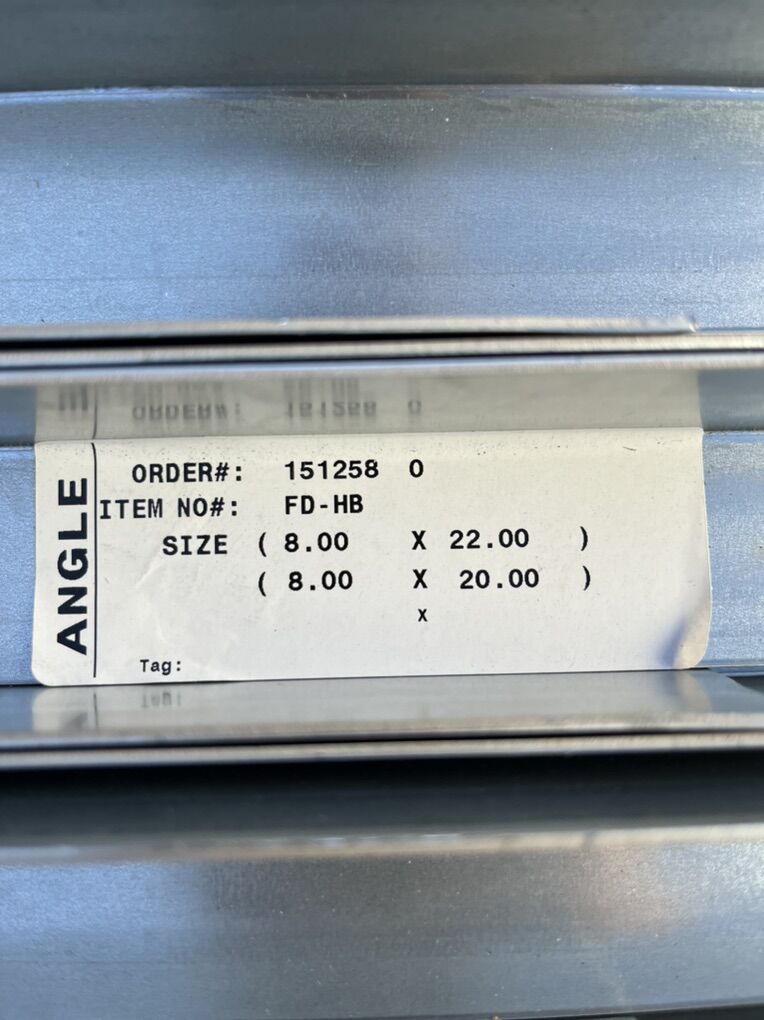 ANGLE
ORDER#: 151258 0
ITEM NO#: FD-HB
SIZE ( 8.00 X 22.00 )
( 8.00 X 20.00 )
x
Tag: